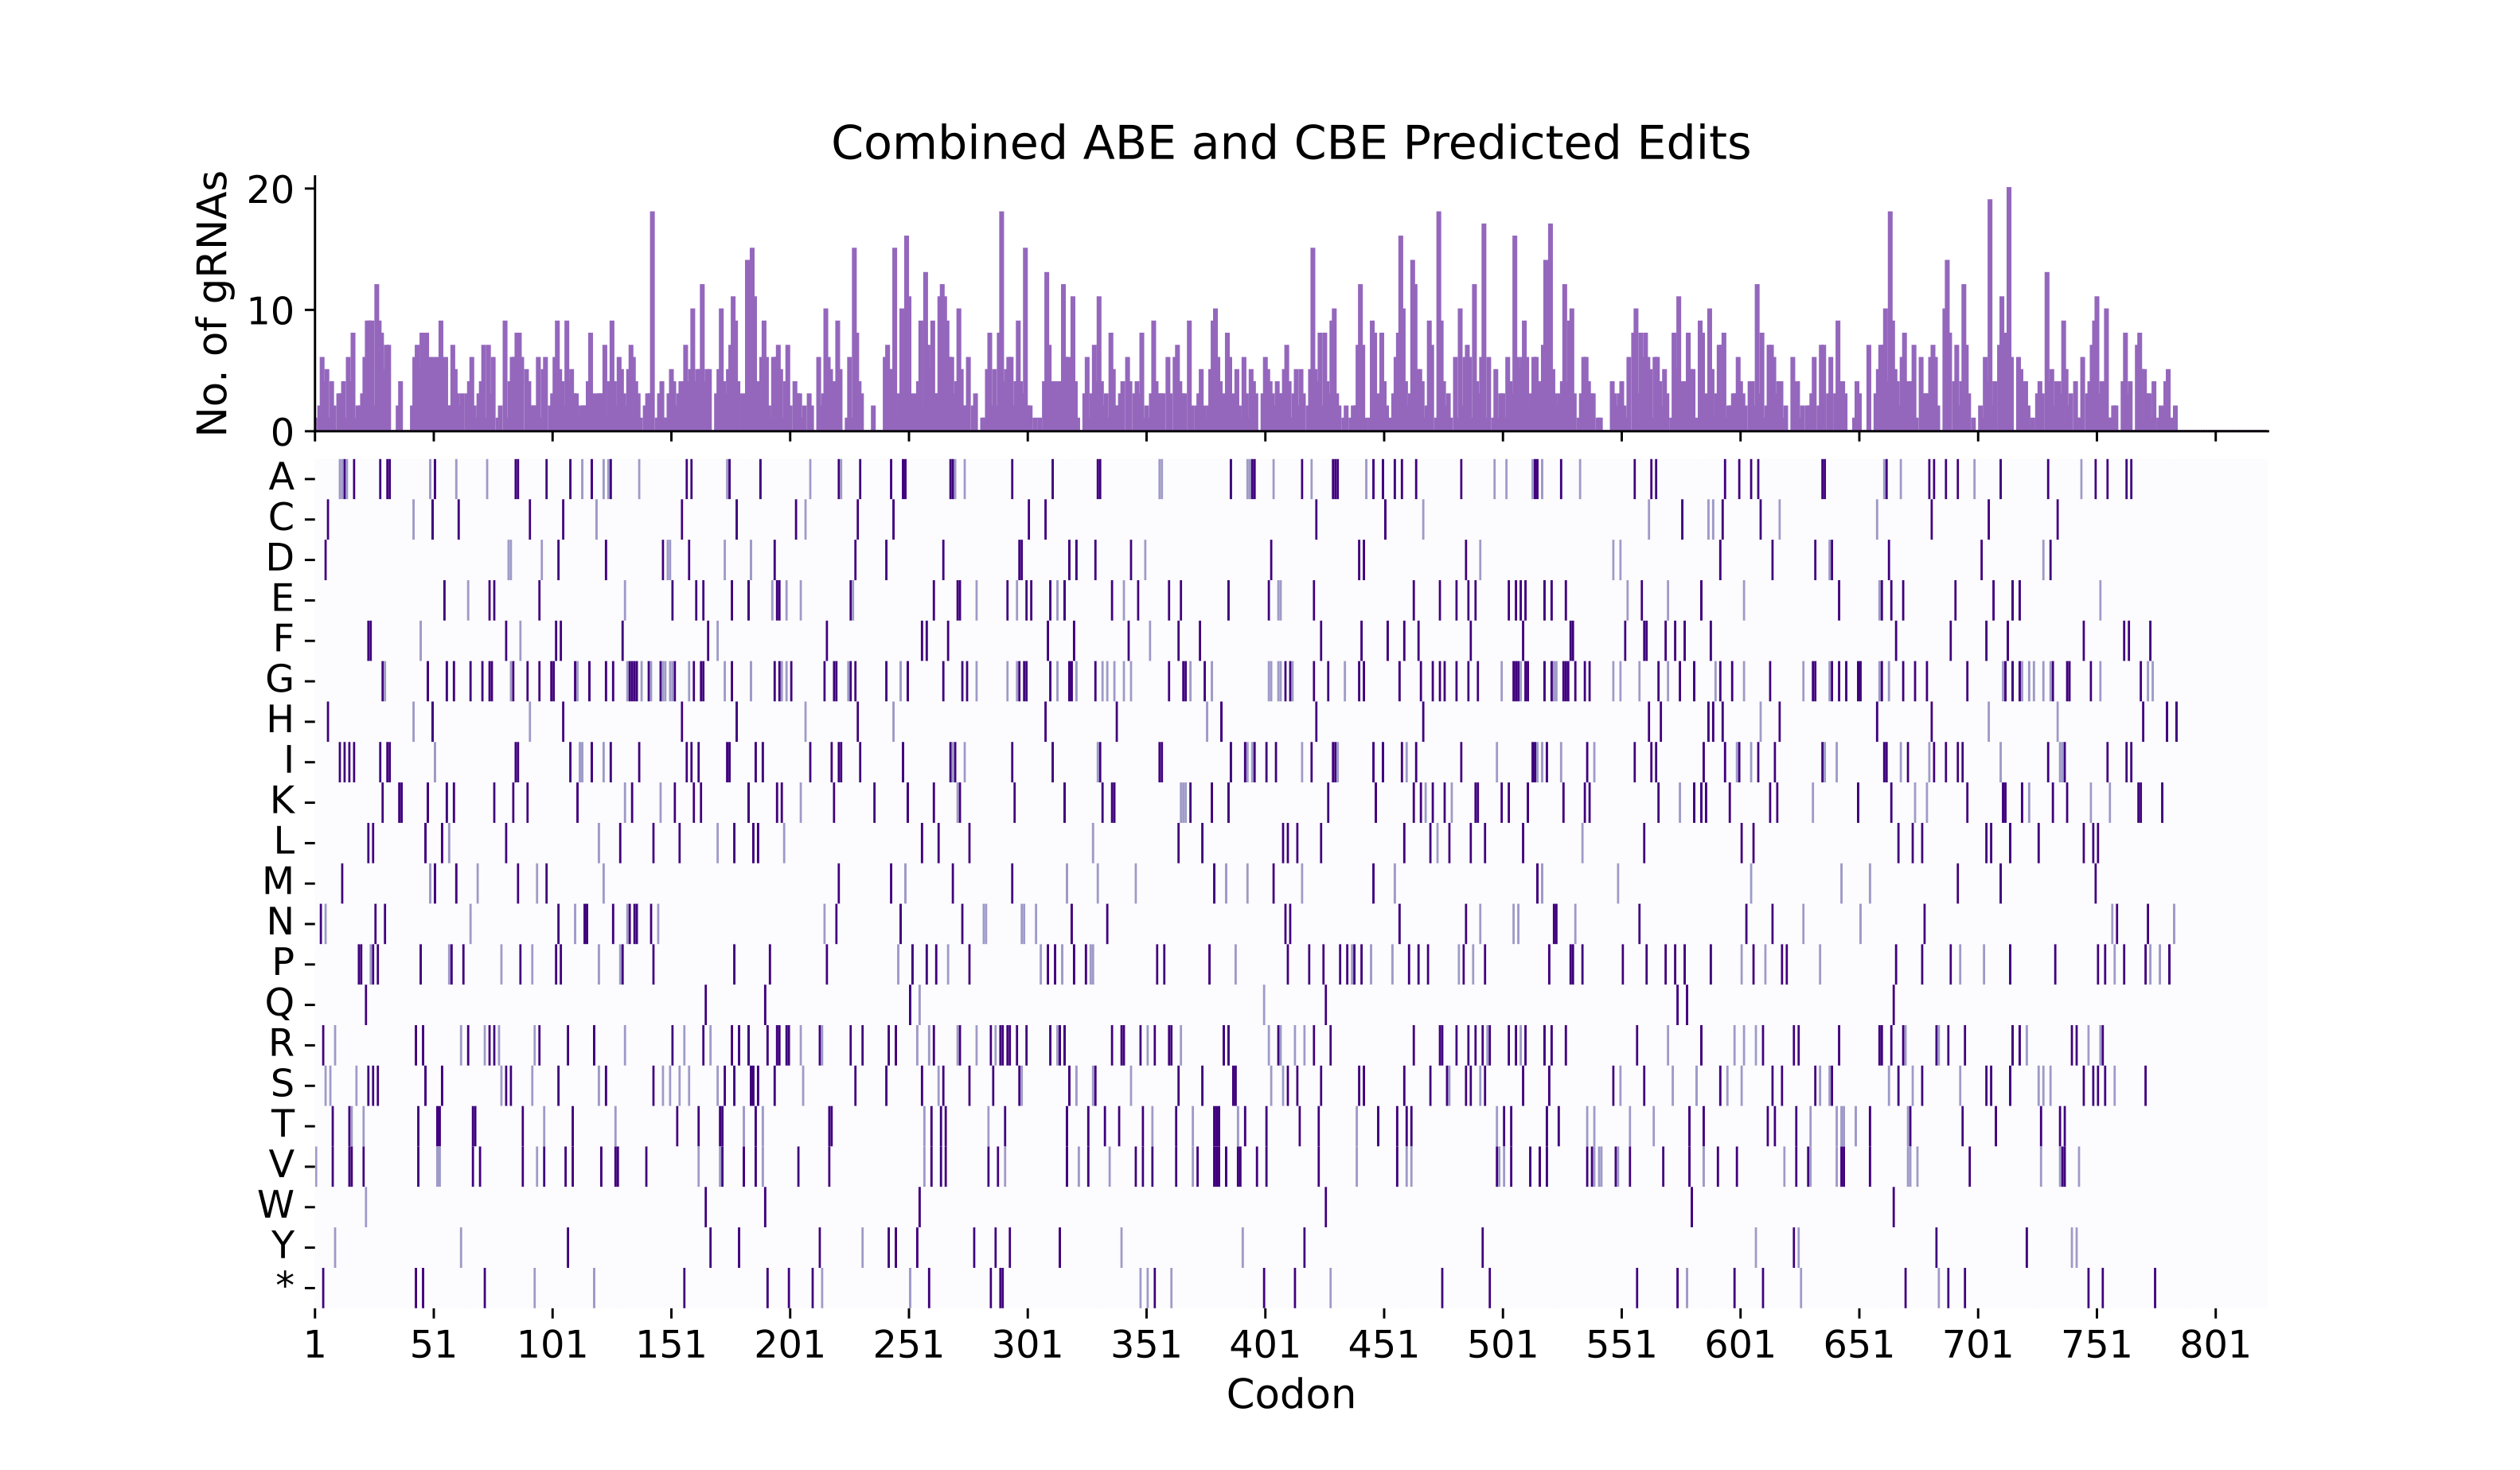 Combined ABE and CBE Predicted Edits
No. of gRNAs
20
10
0
A
C
D
E
F
G
H
I
K
L
M
N
P
Q
R
S
T
V
W
Y
*
1 51 101 151 201 251 301 351 401 451 501 551 601 651 701 751 801
Codon